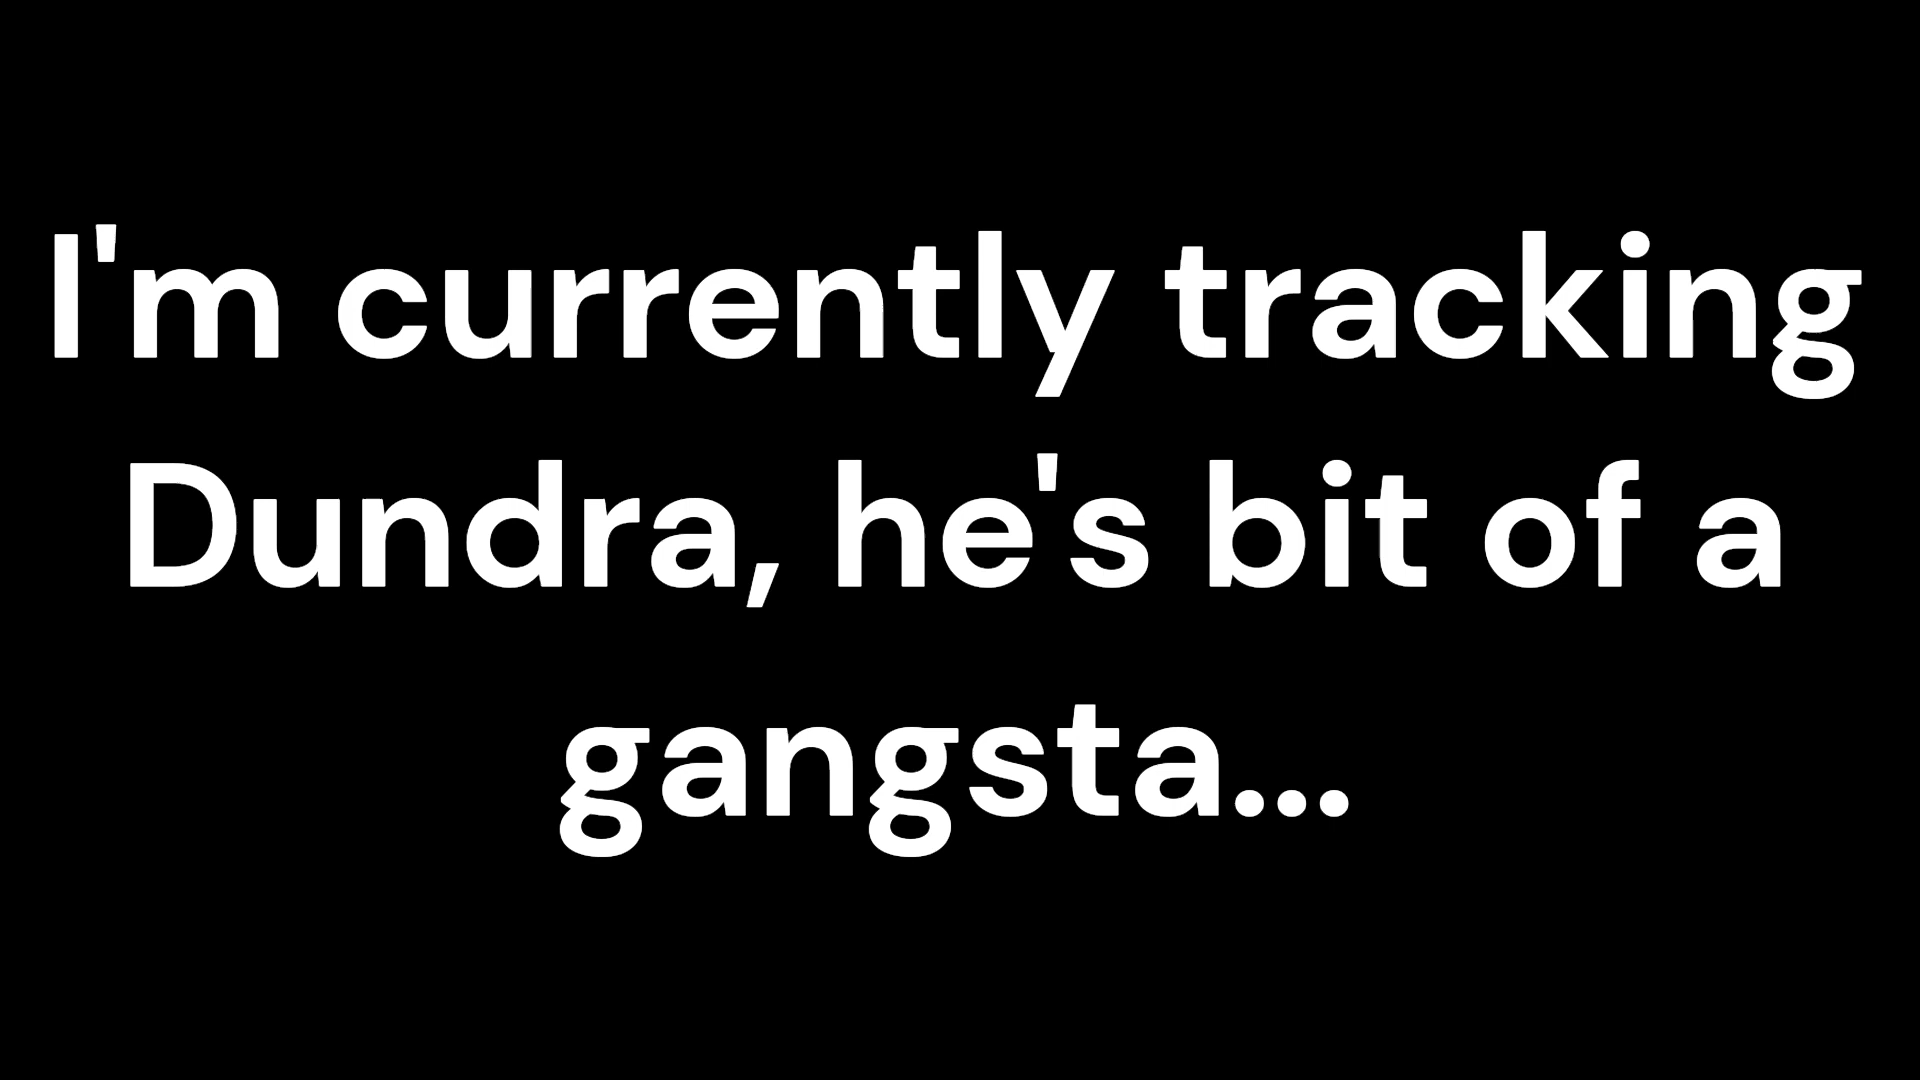 I'm currently tracking
Dundra, he's bit of a
gangsta...